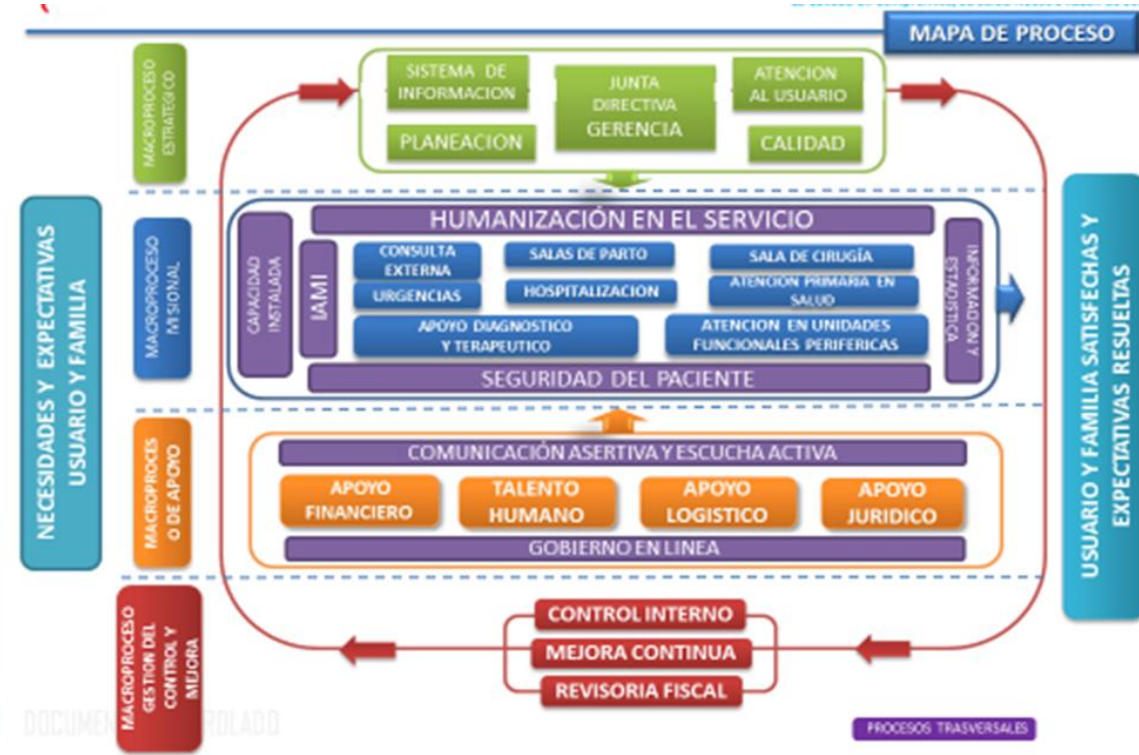 MAPA DE PROCESO
MACROPROCESO
ESTRATEGICO
SISTEMA DE
INFORMACION
PLANEACION
JUNTA
DIRECTIVA
GERENCIA
ATENCION
AL USUARIO
CALIDAD
NECESIDADES Y EXPECTATIVAS
USUARIO Y FAMILIA
MACROPROCESO
MISIONAL
CAPACIDAD
INSTALADA
IAMI
HUMANIZACIÓN EN EL SERVICIO
CONSULTA
EXTERNA
URGENCIAS
SALAS DE PARTO
HOSPITALIZACION
SALA DE CIRUGÍA
ATENCION PRIMARIA EN
SALUD
APOYO DIAGNOSTICO
Y TERAPEUTICO
ATENCION EN UNIDADES
FUNCIONALES PERIFERICAS
SEGURIDAD DEL PACIENTE
INFORMACION Y
ESTADISTICA
USUARIO Y FAMILIA SATISFECHAS Y
EXPECTATIVAS RESUELTAS
MACROPROCES
O DE APOYO
COMUNICACIÓN ASERTIVA Y ESCUCHA ACTIVA
APOYO
FINANCIERO
TALENTO
HUMANO
APOYO
LOGISTICO
APOYO
JURIDICO
GOBIERNO EN LINEA
MACROPROCESO
GESTION DEL
CONTROL Y
MEJORA
CONTROL INTERNO
MEJORA CONTINUA
REVISORIA FISCAL
PROCESOS TRASVERSALES